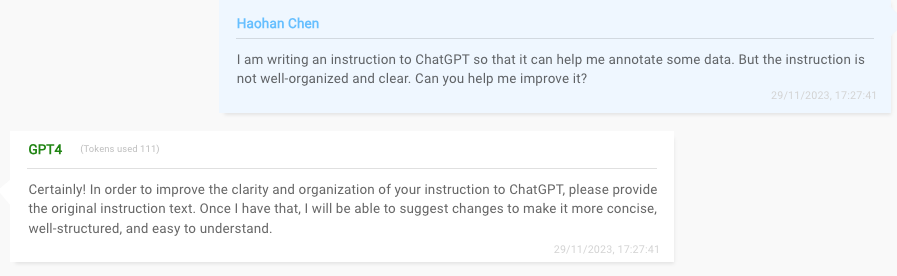 Haohan Chen
I am writing an instruction to ChatGPT so that it can help me annotate some data. But the instruction is
not well-organized and clear. Can you help me improve it?
29/11/2023, 17:27:41
GPT4 (Tokens used 111)
Certainly! In order to improve the clarity and organization of your instruction to ChatGPT, please provide
the original instruction text. Once I have that, I will be able to suggest changes to make it more concise,
well-structured, and easy to understand.
29/11/2023, 17:27:41